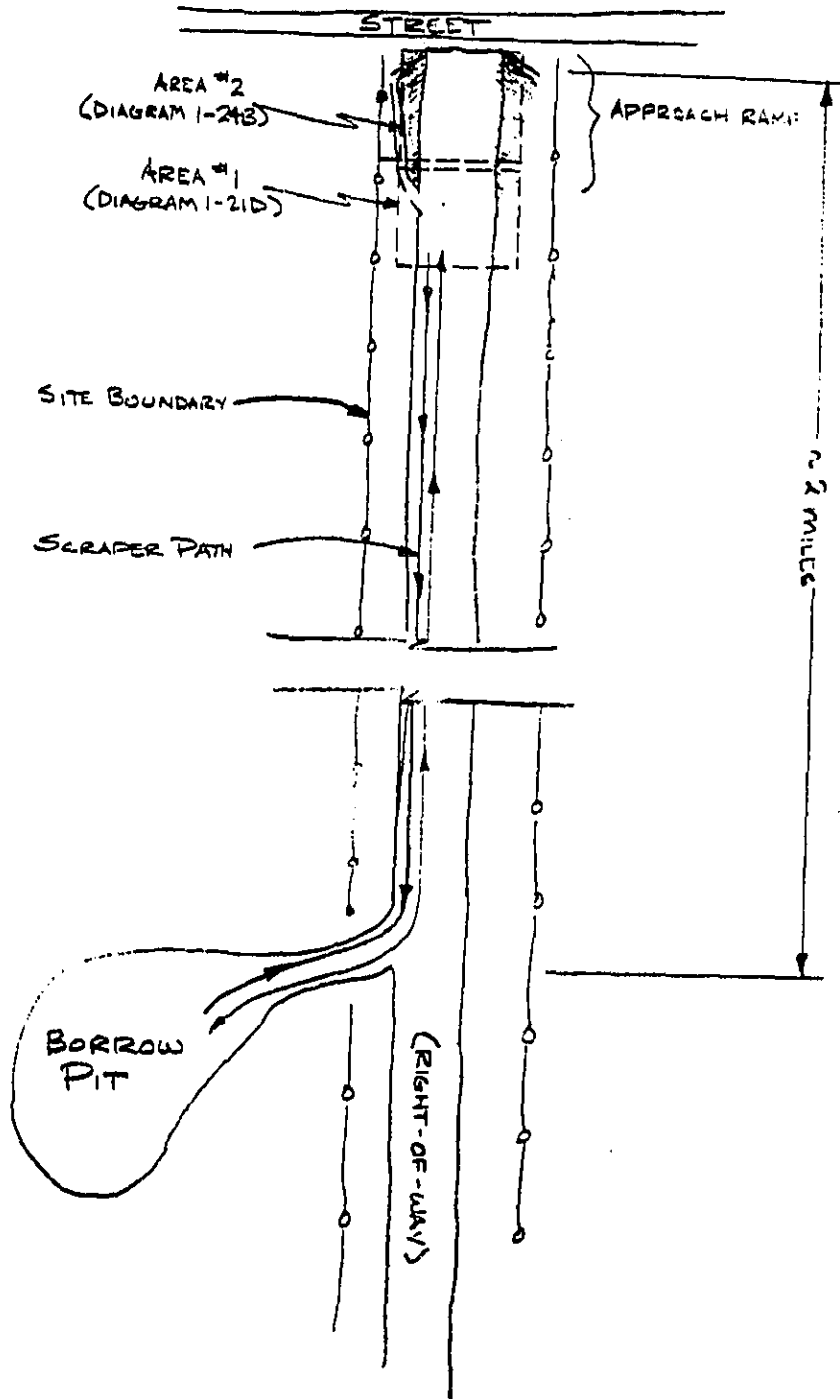 STREET
AREA #2
(DIAGRAM 1-24B)
APPROACH RAMP
AREA #1
(DIAGRAM 1-21D)
SITE BOUNDARY
~2 MILES
SCRAPER PATH
BORROW
PIT
(RIGHT-OF-WAY)